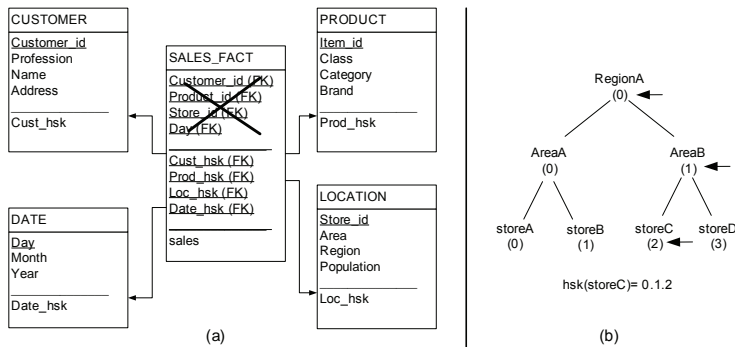 CUSTOMER
Customer_id
Profession
Name
Address
Cust_hsk
SALES_FACT
Customer_id (FK)
Product_id (FK)
Store_id (FK)
Day (FK)
Cust_hsk (FK)
Prod_hsk (FK)
Loc_hsk (FK)
Date_hsk (FK)
sales
PRODUCT
Item_id
Class
Category
Brand
Prod_hsk
DATE
Day
Month
Year
Date_hsk
LOCATION
Store_id
Area
Region
Population
Loc_hsk
(a)
RegionA
(0)
AreaA
(0)
AreaB
(1)
storeA
(0)
storeB
(1)
storeC
(2)
storeD
(3)
hsk(storeC)= 0.1.2
(b)